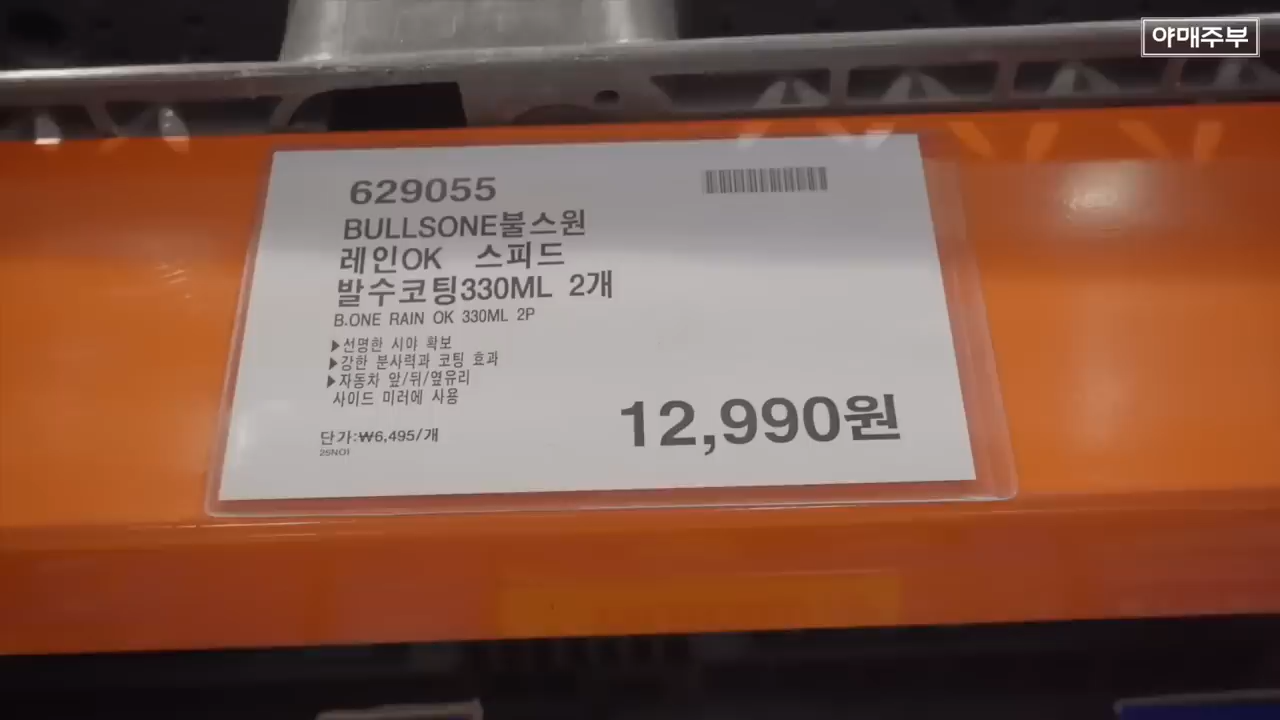 야매주부
629055
BULLSONE불스원
레인OK 스피드
발수코팅330ML 2개
B.ONE RAIN OK 330ML 2P
▶선명한 시야 확보
▶강한 분사력과 코팅 효과
▶자동차 앞/뒤/옆유리
사이드 미러에 사용
12,990원
단가:₩6,495/개